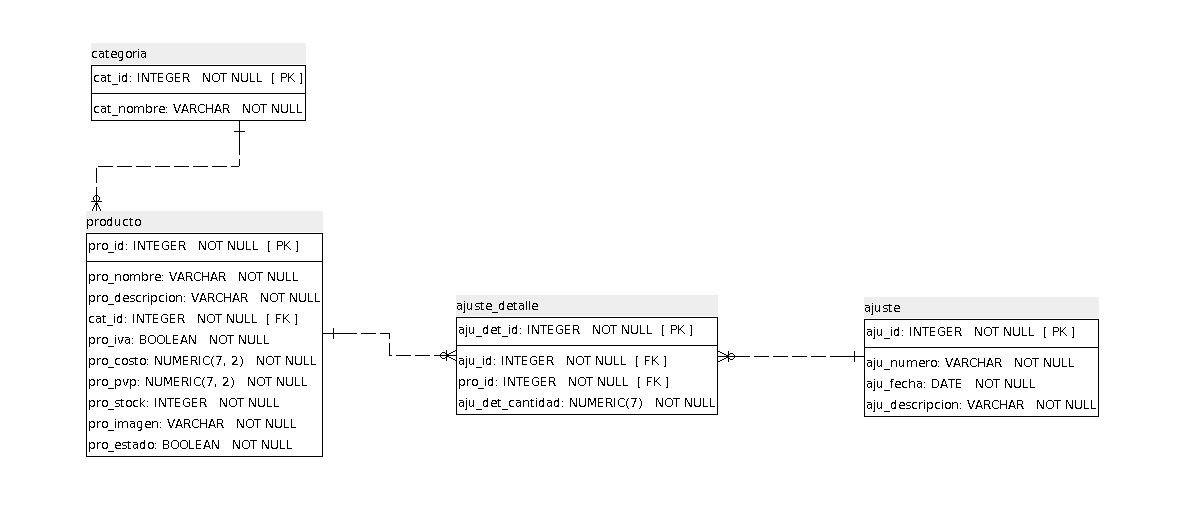 categoria
cat_id: INTEGER NOT NULL [ PK ]
cat_nombre: VARCHAR NOT NULL
producto
pro_id: INTEGER NOT NULL [ PK ]
pro_nombre: VARCHAR NOT NULL
pro_descripcion: VARCHAR NOT NULL
cat_id: INTEGER NOT NULL [ FK ]
pro_iva: BOOLEAN NOT NULL
pro_costo: NUMERIC(7, 2) NOT NULL
pro_pvp: NUMERIC(7, 2) NOT NULL
pro_stock: INTEGER NOT NULL
pro_imagen: VARCHAR NOT NULL
pro_estado: BOOLEAN NOT NULL
ajuste_detalle
aju_det_id: INTEGER NOT NULL [ PK ]
aju_id: INTEGER NOT NULL [ FK ]
pro_id: INTEGER NOT NULL [ FK ]
aju_det_cantidad: NUMERIC(7) NOT NULL
ajuste
aju_id: INTEGER NOT NULL [ PK ]
aju_numero: VARCHAR NOT NULL
aju_fecha: DATE NOT NULL
aju_descripcion: VARCHAR NOT NULL